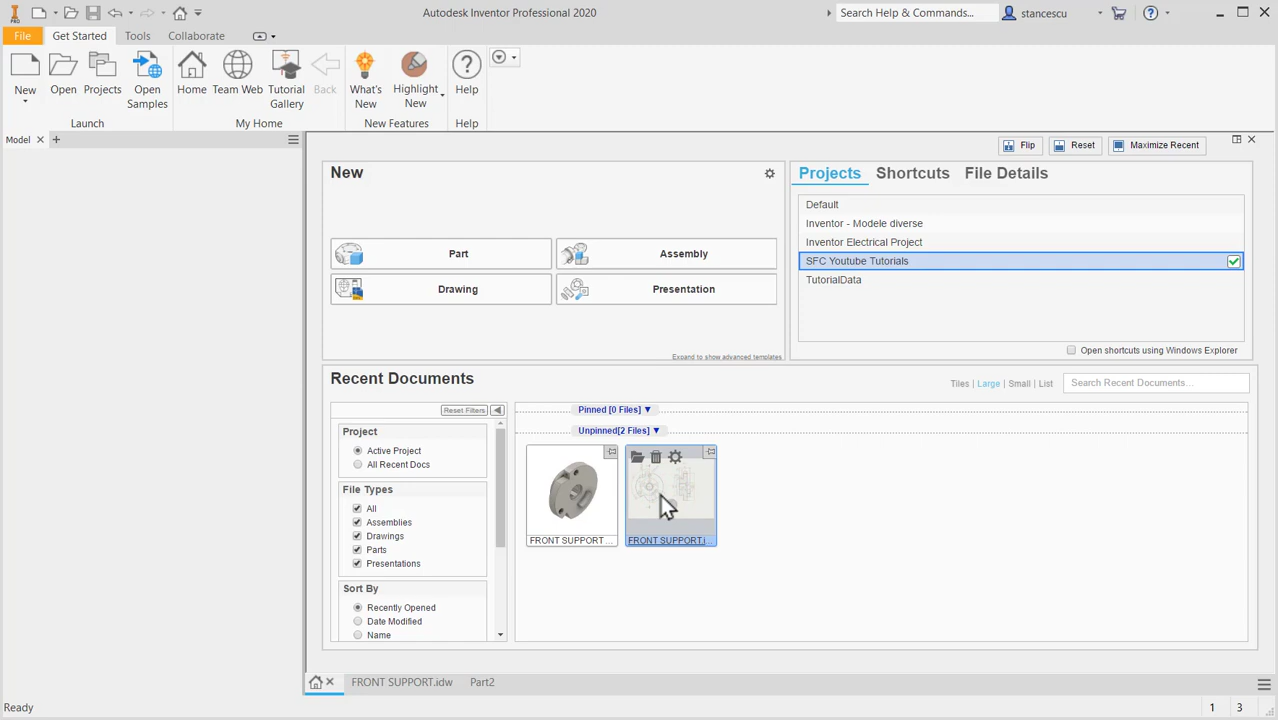 PRO
Autodesk Inventor Professional 2020
Search Help & Commands...
stancescu
File
Get Started
Tools
Collaborate
New
Open
Projects
Open Samples
Home
Team Web
Tutorial Gallery
Back
What's New
Highlight New
Help
Launch
My Home
New Features
Help
Model
Flip
Reset
Maximize Recent
New
Part
Assembly
Drawing
Presentation
Expand to show advanced templates
Projects
Shortcuts
File Details
Default
Inventor - Modele diverse
Inventor Electrical Project
SFC Youtube Tutorials
TutorialData
Open shortcuts using Windows Explorer
Recent Documents
Tiles | Large | Small | List
Search Recent Documents...
Reset Filters
Project
Active Project
All Recent Docs
File Types
All
Assemblies
Drawings
Parts
Presentations
Sort By
Recently Opened
Date Modified
Name
Pinned [0 Files]
Unpinned[2 Files]
FRONT SUPPORT ...
FRONT SUPPORT.i...
FRONT SUPPORT.idw
Part2
Ready
1
3